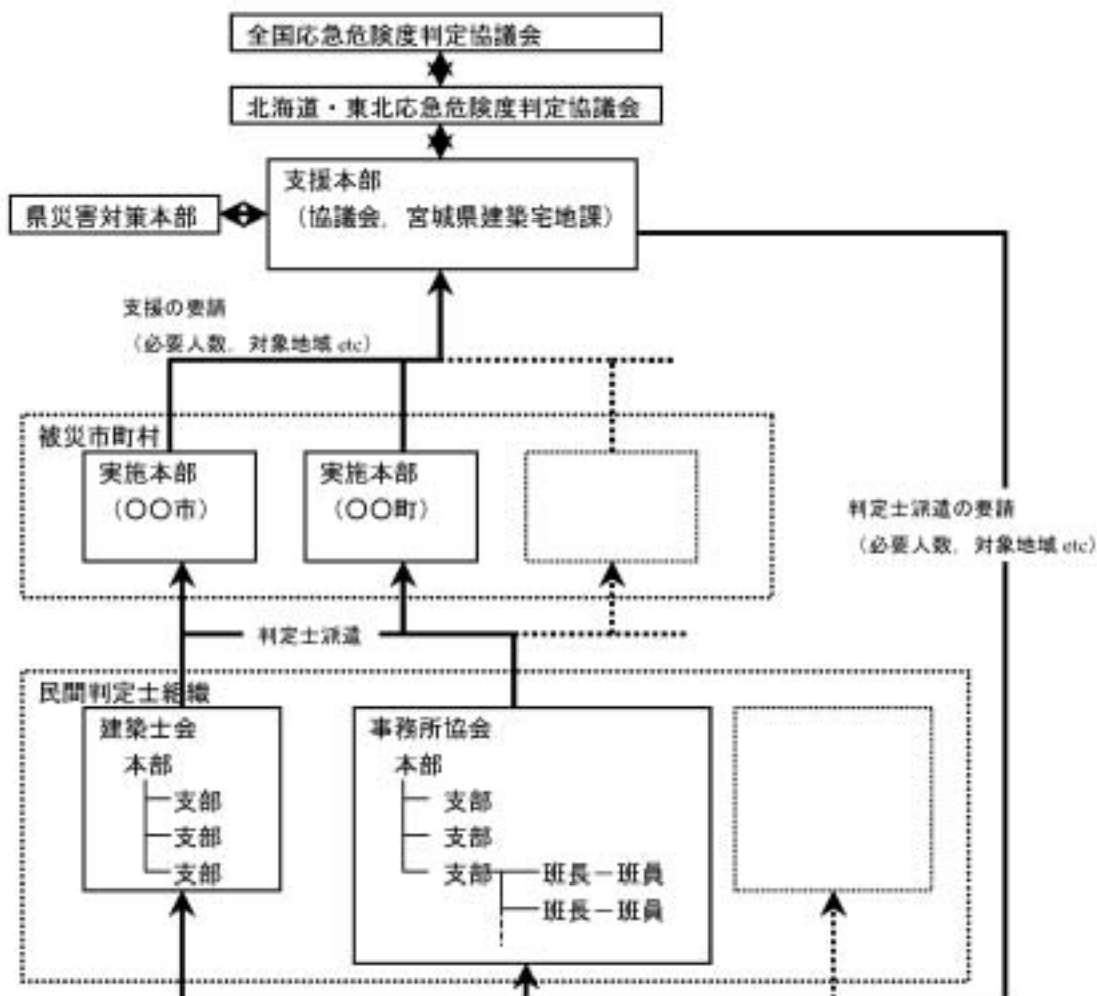 全国応急危険度判定協議会
北海道・東北応急危険度判定協議会
支援本部
（協議会，宮城県建築宅地課）
県災害対策本部
支援の要請
（必要人数，対象地域 etc）
被災市町村
実施本部
（〇〇市）
実施本部
（〇〇町）
判定士派遣の要請
（必要人数，対象地域 etc）
判定士派遣
民間判定士組織
建築士会
本部
支部
支部
支部
事務所協会
本部
支部
支部
支部 班長－班員
班長－班員